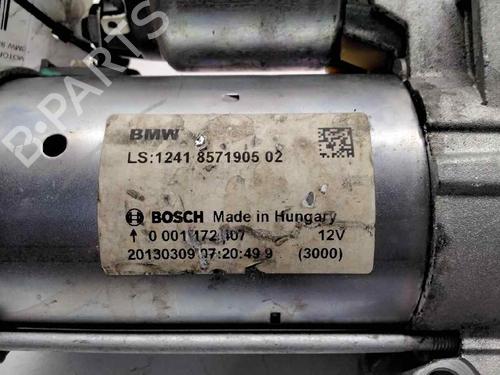 BMW
LS:1241 8571905 02
BOSCH Made in Hungary
0 001 172 407 12V
20130309 07:20:49 9 (3000)
B-PARTS